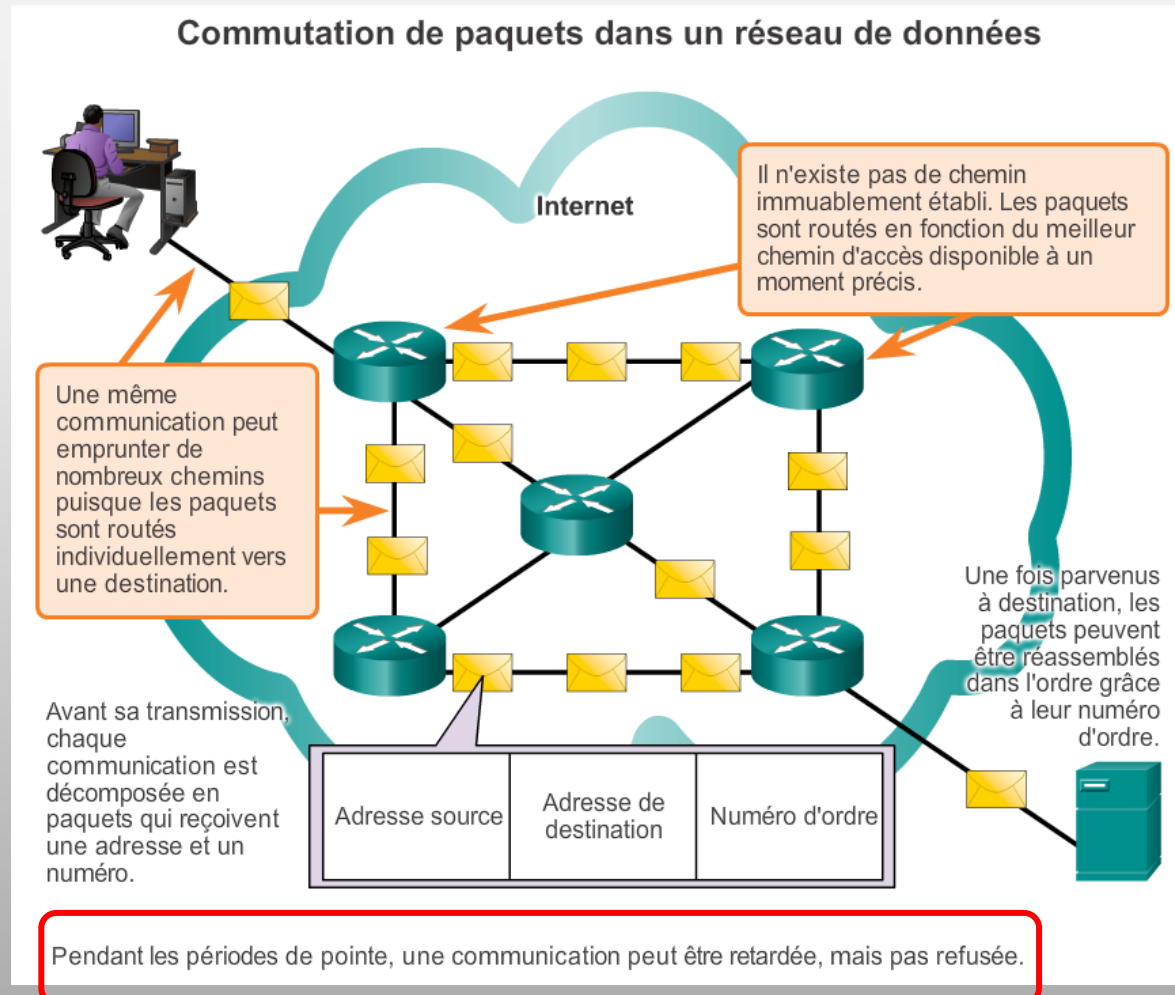 Commutation de paquets dans un réseau de données
Internet
Il n'existe pas de chemin
immuablement établi. Les paquets
sont routés en fonction du meilleur
chemin d'accès disponible à un
moment précis.
Une même
communication peut
emprunter de
nombreux chemins
puisque les paquets
sont routés
individuellement vers
une destination.
Une fois parvenus
à destination, les
paquets peuvent
être réassemblés
dans l'ordre grâce
à leur numéro
d'ordre.
Avant sa transmission,
chaque
communication est
décomposée en
paquets qui reçoivent
une adresse et un
numéro.
Adresse source
Adresse de
destination
Numéro d'ordre
Pendant les périodes de pointe, une communication peut être retardée, mais pas refusée.